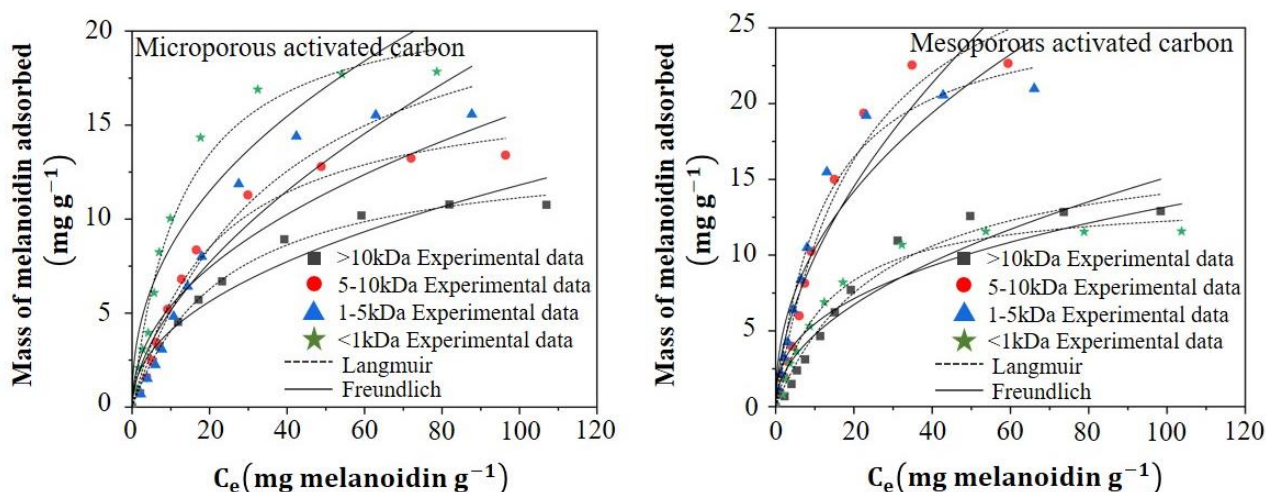 Microporous activated carbon
Mass of melanoidin adsorbed
(mg g⁻¹)
20
15
10
5
0
>10kDa Experimental data
5-10kDa Experimental data
1-5kDa Experimental data
<1kDa Experimental data
Langmuir
Freundlich
0 20 40 60 80 100 120
Cₑ(mg melanoidin g⁻¹)
Mesoporous activated carbon
Mass of melanoidin adsorbed
(mg g⁻¹)
25
20
15
10
5
0
>10kDa Experimental data
5-10kDa Experimental data
1-5kDa Experimental data
<1kDa Experimental data
Langmuir
Freundlich
0 20 40 60 80 100 120
Cₑ(mg melanoidin g⁻¹)